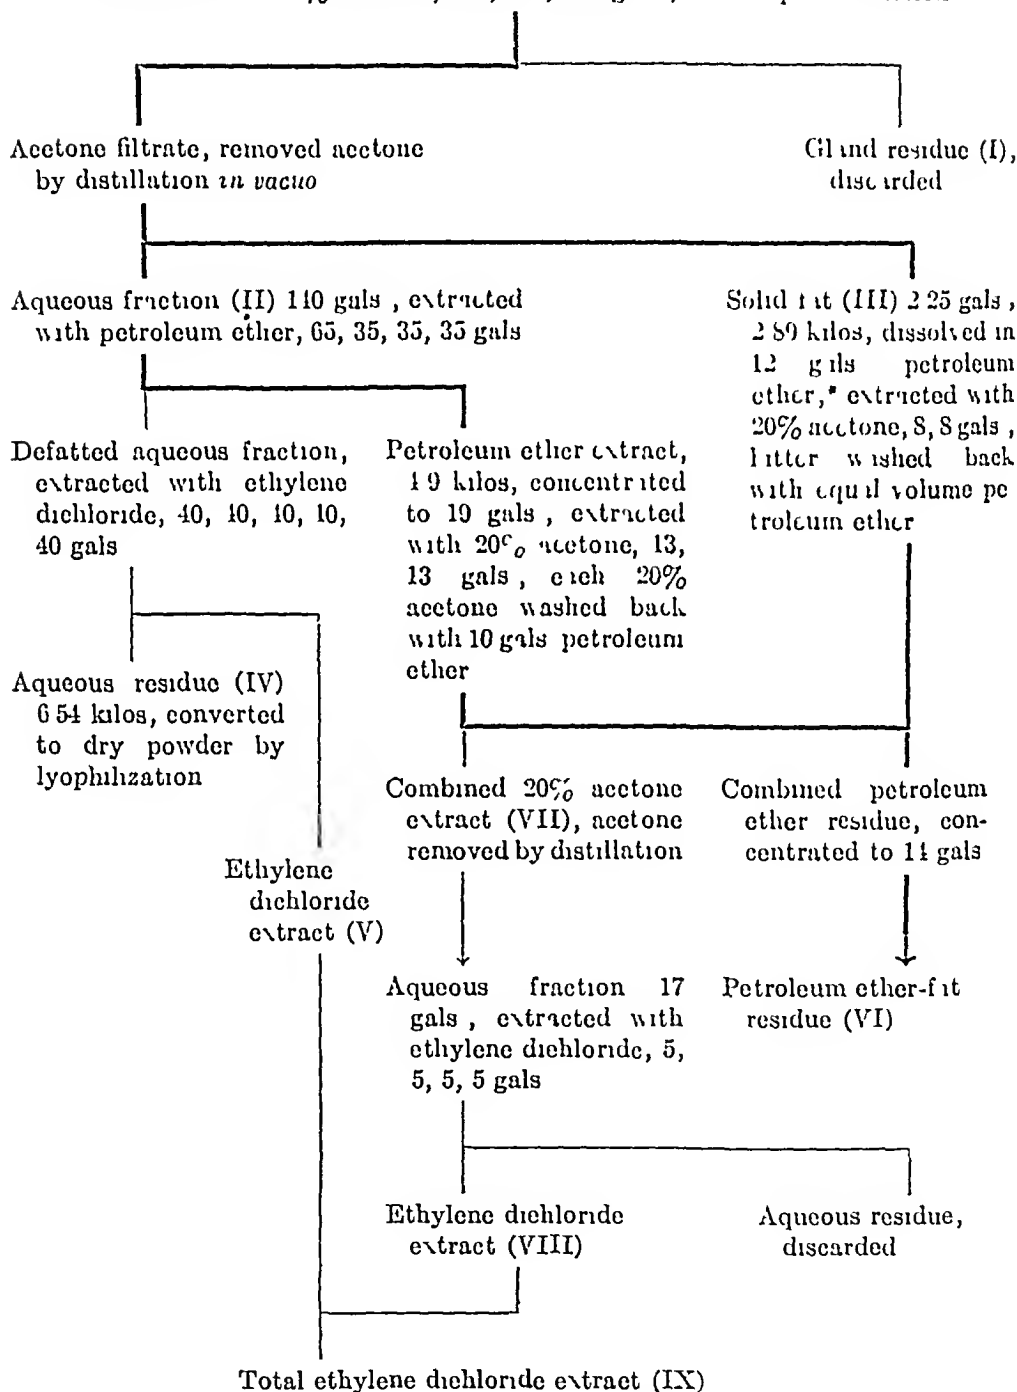 Acetone filtrate, removed acetone
by distillation in vacuo
Gland residue (I),
discarded
Aqueous fraction (II) 110 gals , extracted
with petroleum ether, 65, 35, 35, 35 gals
Solid fat (III) 2 25 gals ,
2 89 kilos, dissolved in
12 gals petroleum
ether,* extracted with
20% acetone, 8, 8 gals ,
latter washed back
with equal volume pe
troleum ether
Defatted aqueous fraction,
extracted with ethylene
dichloride, 40, 10, 10, 10,
40 gals
Petroleum ether extract,
1 9 kilos, concentrated
to 19 gals , extracted
with 20% acetone, 13,
13 gals , each 20%
acetone washed back
with 10 gals petroleum
ether
Aqueous residue (IV)
6 54 kilos, converted
to dry powder by
lyophilization
Combined 20% acetone
extract (VII), acetone
removed by distillation
Combined petroleum
ether residue, con-
centrated to 11 gals
Ethylene
dichloride
extract (V)
Aqueous fraction 17
gals , extracted with
ethylene dichloride, 5,
5, 5, 5 gals
Petroleum ether-fat
residue (VI)
Ethylene dichloride
extract (VIII)
Aqueous residue,
discarded
Total ethylene dichloride extract (IX)